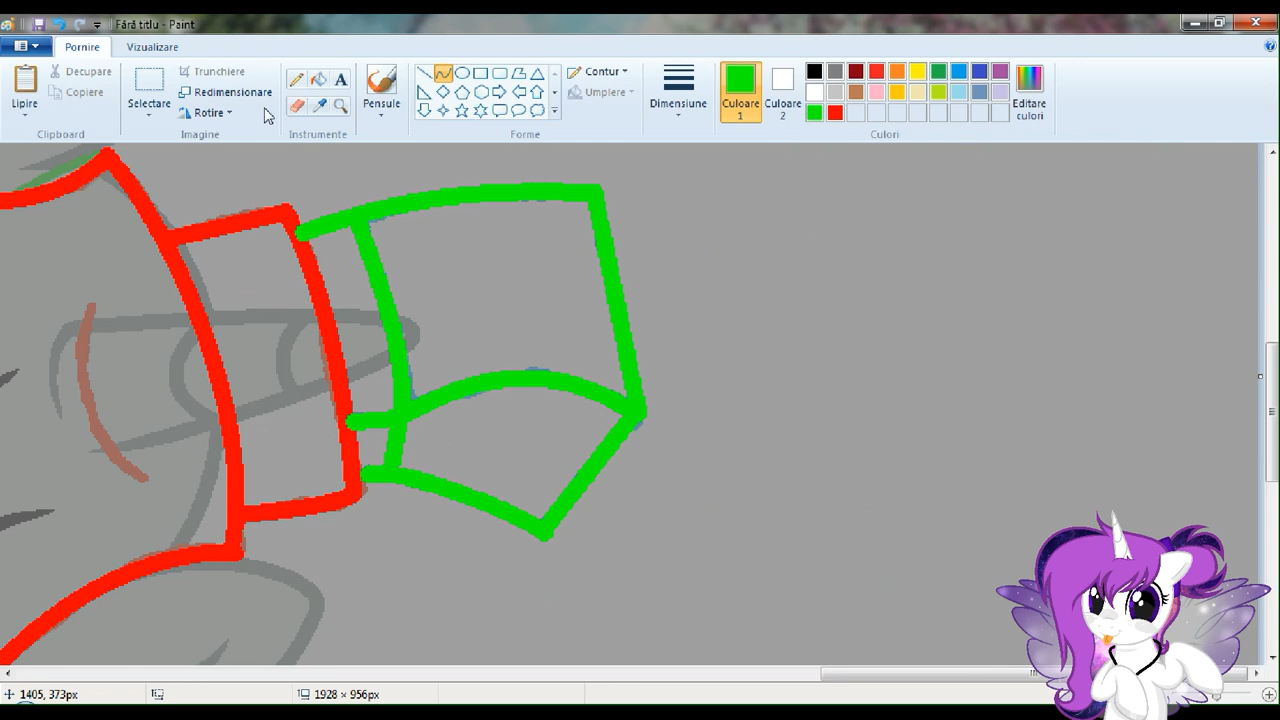 Fără titlu - Paint
Pornire Vizualizare
Lipire
Decupare
Copiere
Clipboard
Selectare
Trunchiere
Redimensionare
Rotire
Imagine
A
Instrumente
Pensule
Contur
Umplere
Forme
Dimensiune
Culoare 1
Culoare 2
Editare culori
Culori
1405, 373px
1928 × 956px